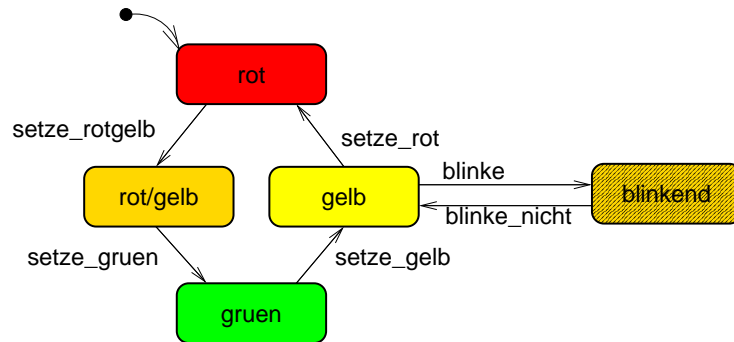 rot
setze_rotgelb
setze_rot
blinke
rot/gelb
gelb
blinkend
blinke_nicht
setze_gruen
setze_gelb
gruen